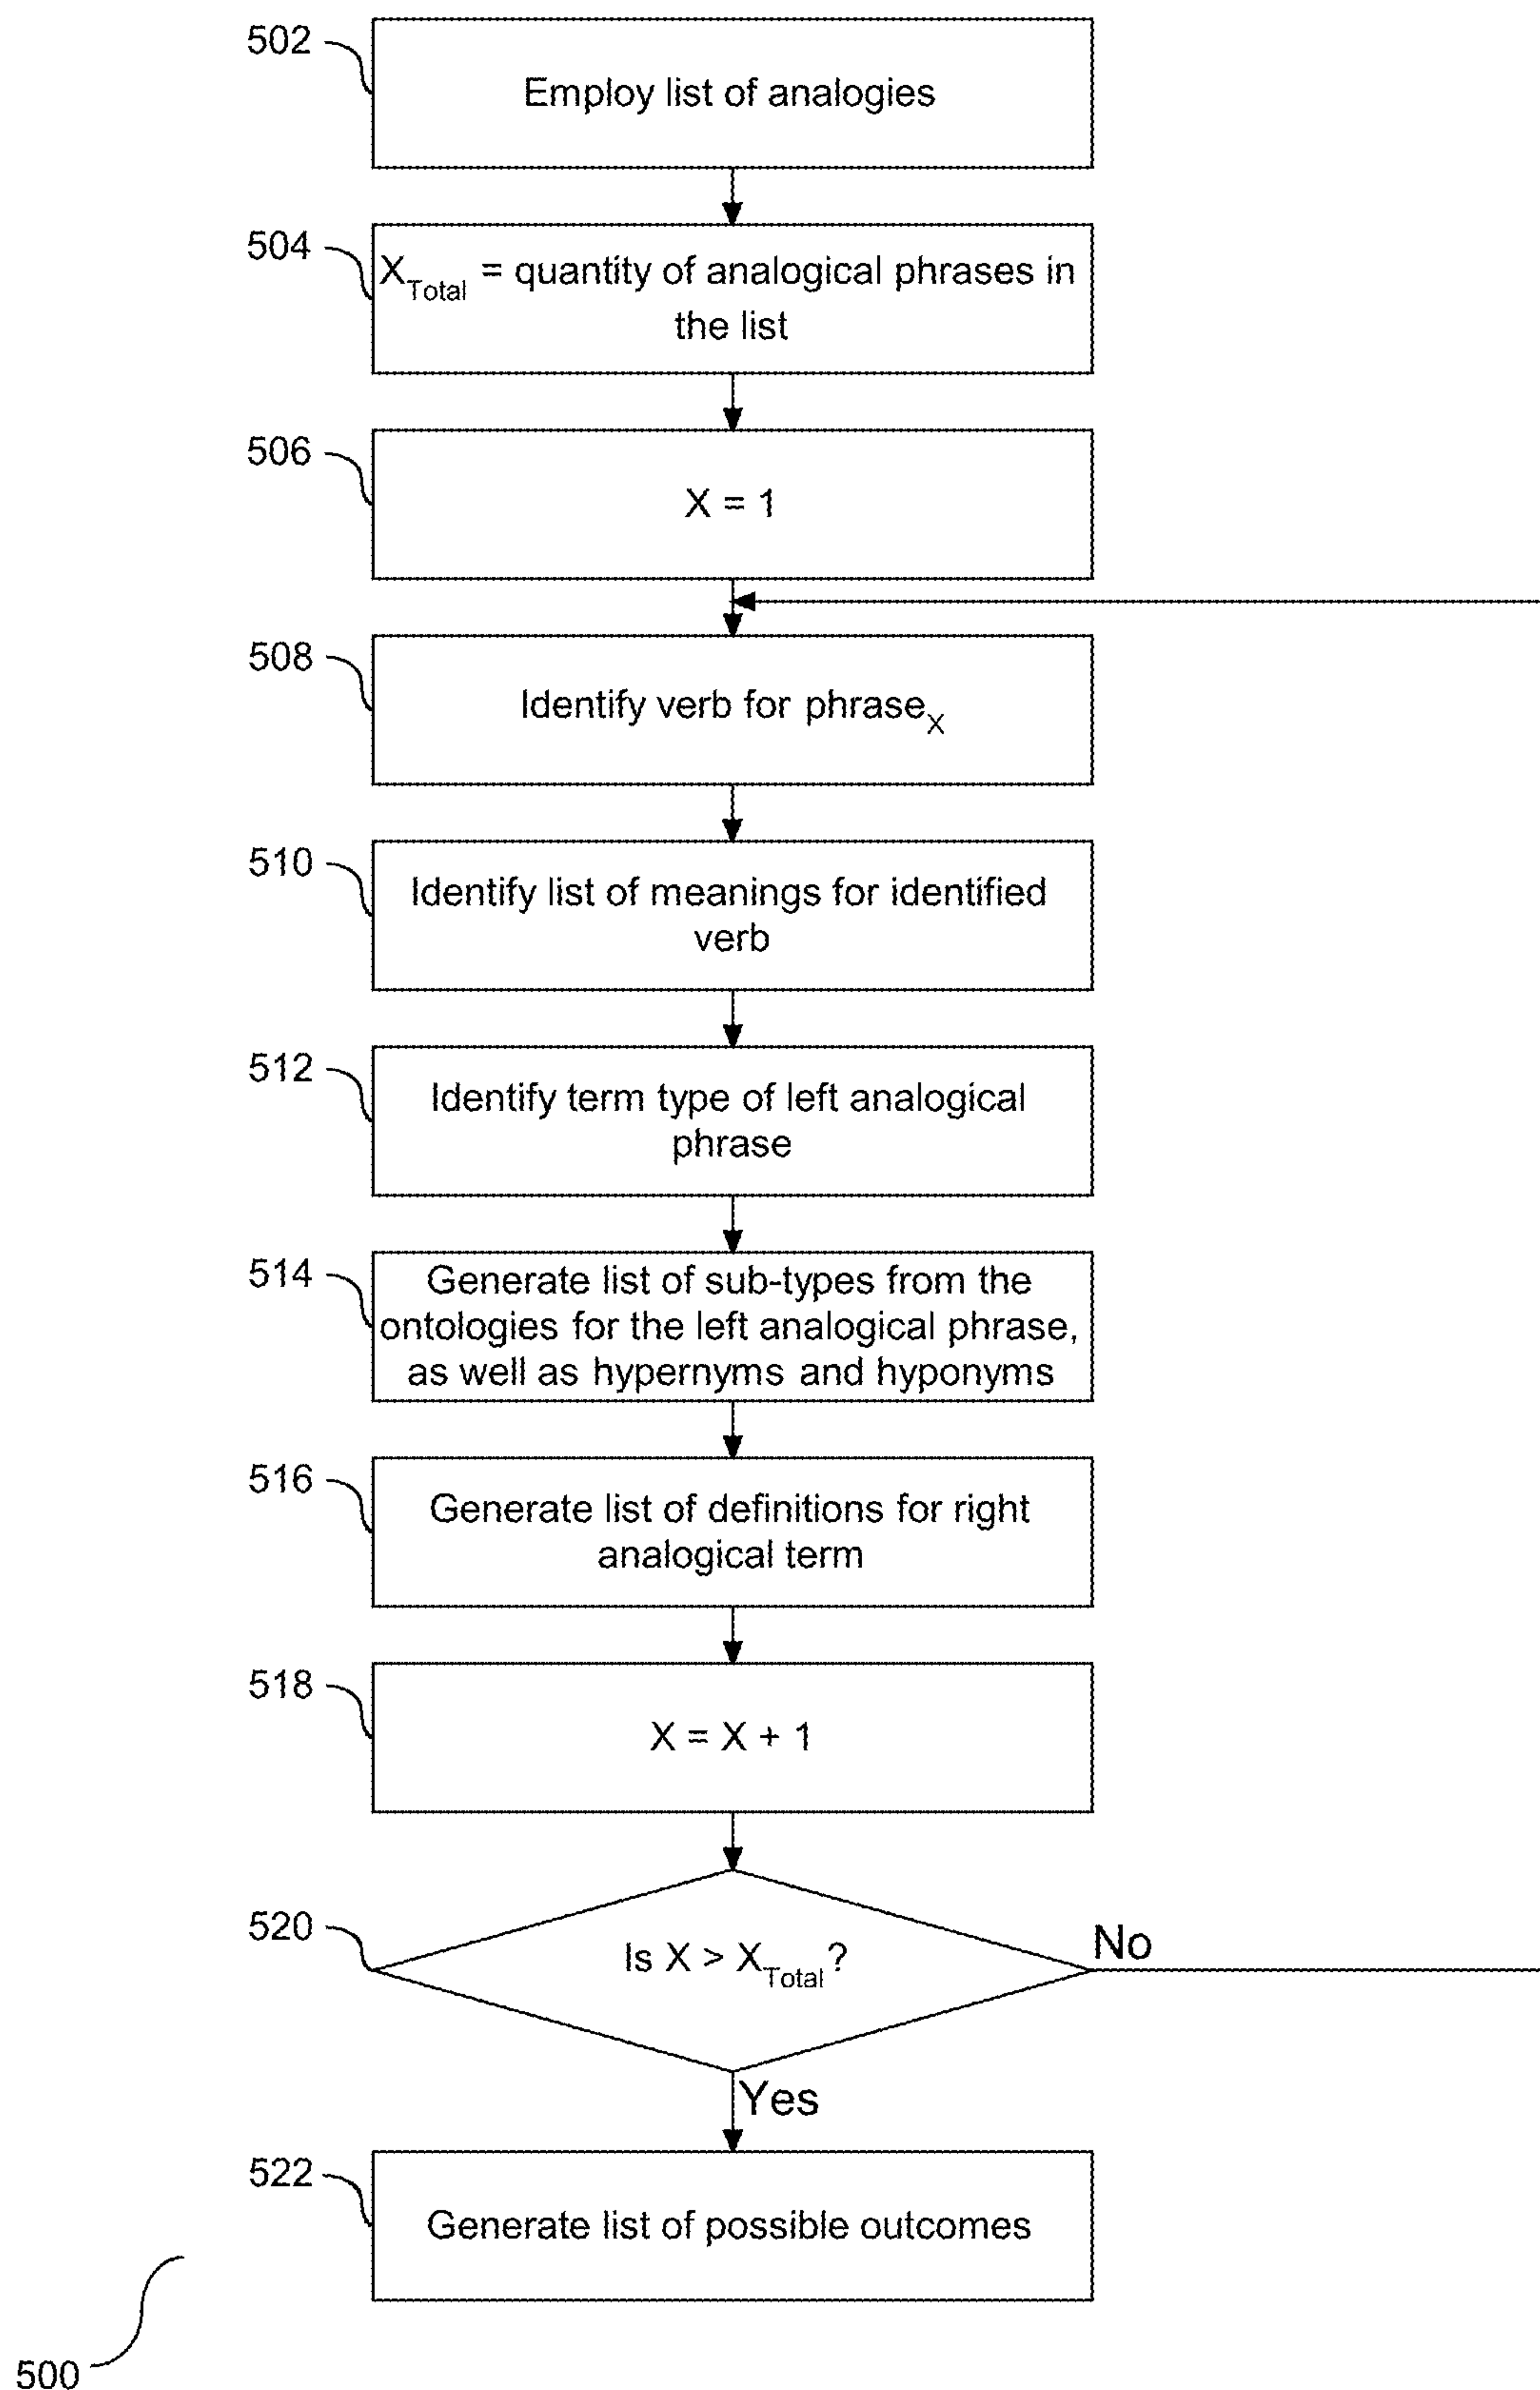 502
Employ list of analogies
504
X_Total = quantity of analogical phrases in
the list
506
X = 1
508
Identify verb for phrase_X
510
Identify list of meanings for identified
verb
512
Identify term type of left analogical
phrase
514
Generate list of sub-types from the
ontologies for the left analogical phrase,
as well as hypernyms and hyponyms
516
Generate list of definitions for right
analogical term
518
X = X + 1
520
Is X > X_Total?
No
Yes
522
Generate list of possible outcomes
500